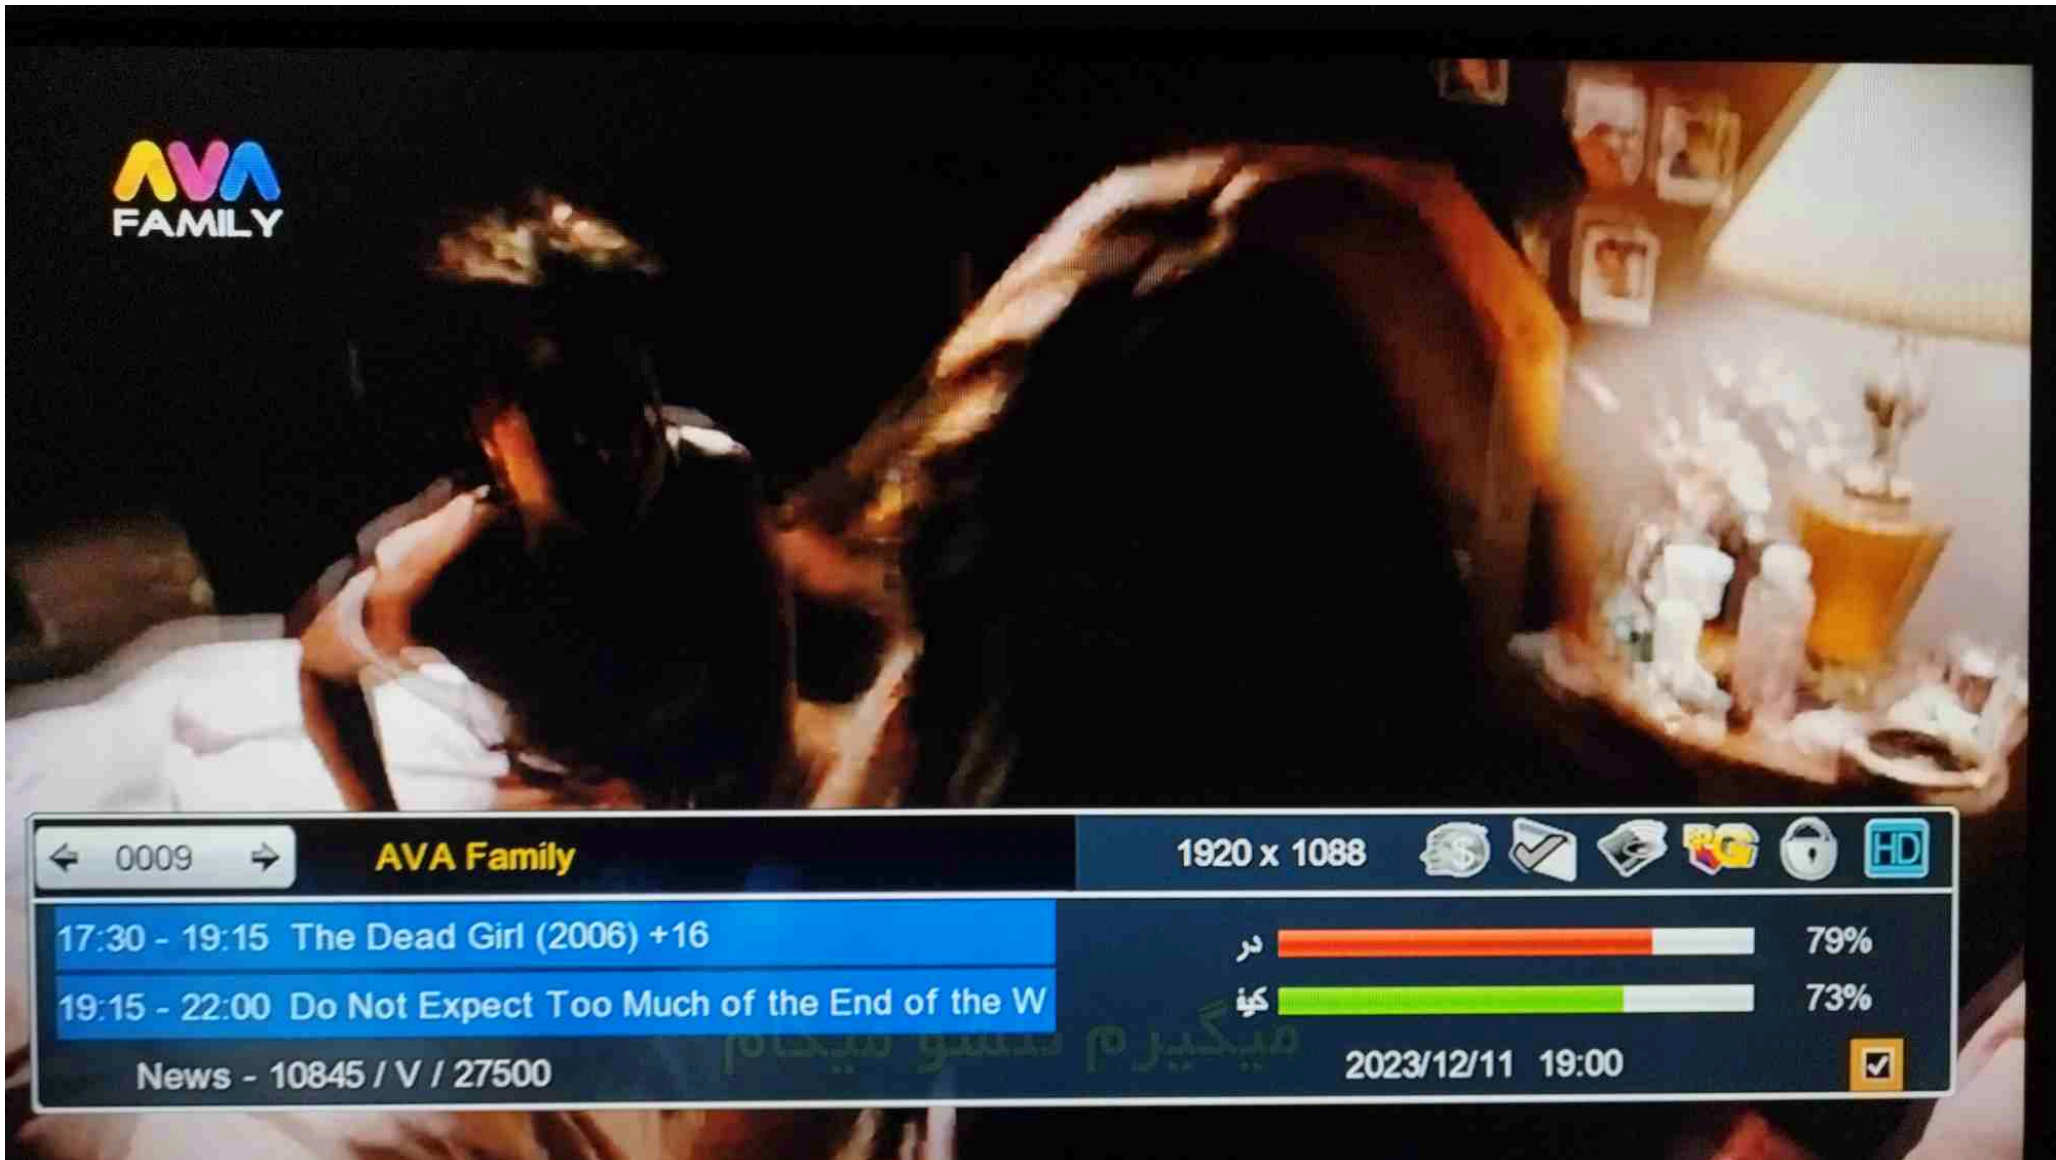 AVA
FAMILY
0009
AVA Family
1920 x 1088
HD
17:30 - 19:15 The Dead Girl (2006) +16
در
79%
19:15 - 22:00 Do Not Expect Too Much of the End of the W
کیف
73%
میگیرم
News - 10845 / V / 27500
2023/12/11 19:00